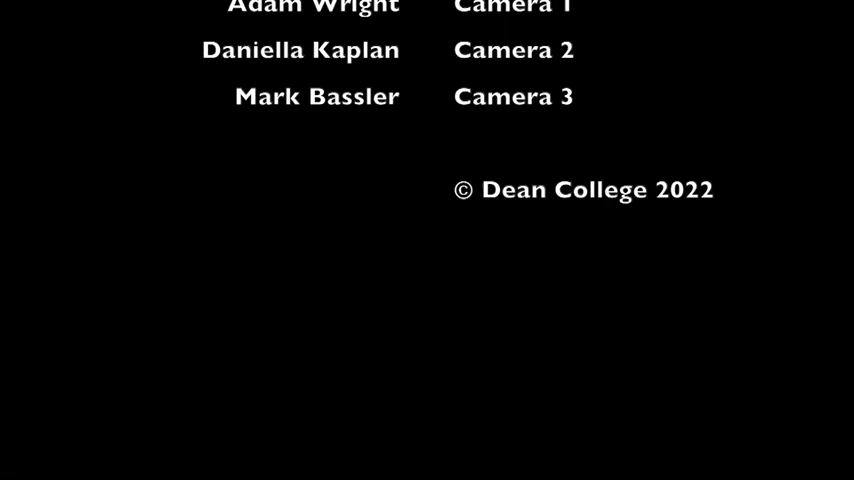 Adam Wright Camera 1
Daniella Kaplan Camera 2
Mark Bassler Camera 3
© Dean College 2022